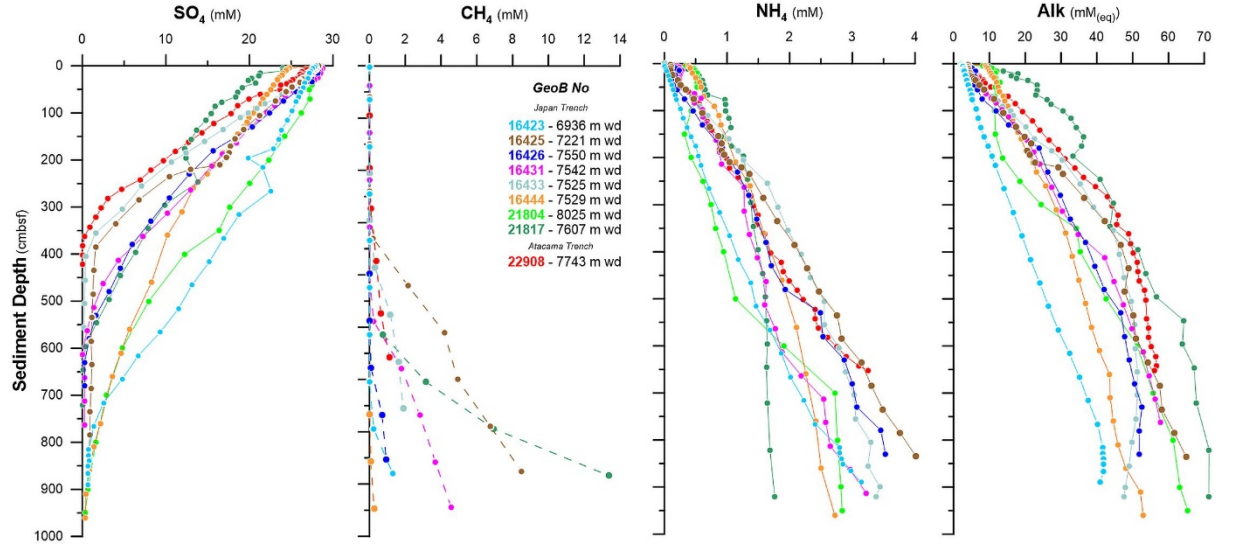 SO4 (mM)
CH4 (mM)
NH4 (mM)
Alk (mM(eq))
0 10 20 30
0 2 4 6 8 10 12 14
0 1 2 3 4
0 10 20 30 40 50 60 70
Sediment Depth (cmbsf)
0
100
200
300
400
500
600
700
800
900
1000
GeoB No
Japan Trench
16423 - 6936 m wd
16425 - 7221 m wd
16426 - 7550 m wd
16431 - 7542 m wd
16433 - 7525 m wd
16444 - 7529 m wd
21804 - 8025 m wd
21817 - 7607 m wd
Atacama Trench
22908 - 7743 m wd